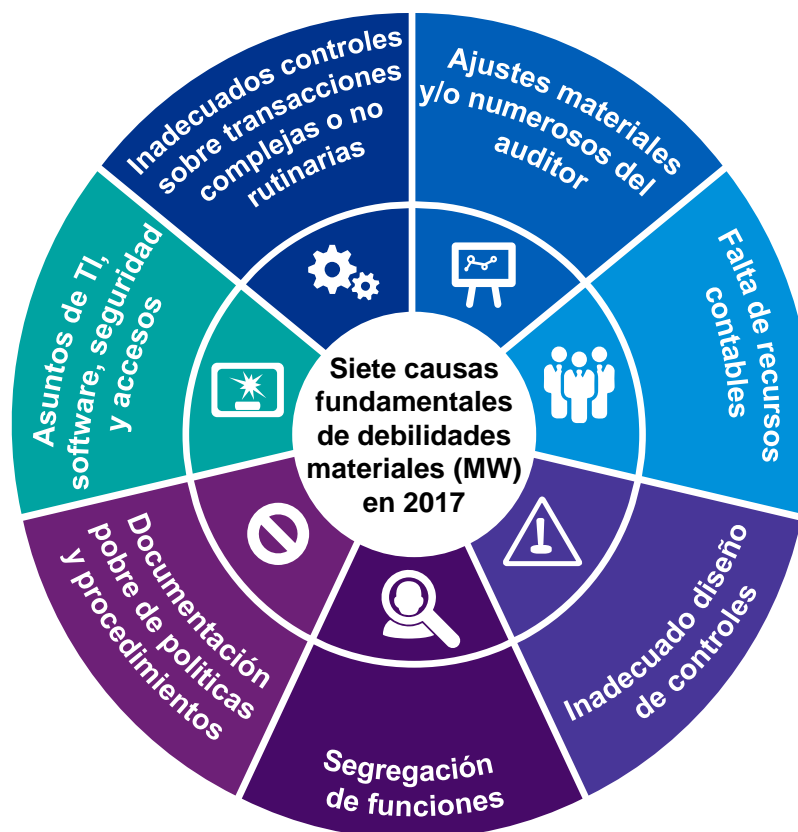 Siete causas
fundamentales
de debilidades
materiales (MW)
en 2017
Ajustes materiales
y/o numerosos del
auditor
Falta de recursos
contables
Inadecuado diseño
de controles
Segregación
de funciones
Documentación
pobre de políticas
y procedimientos
Asuntos de TI,
software, seguridad
y accesos
Inadecuados controles
sobre transacciones
complejas o no
rutinarias